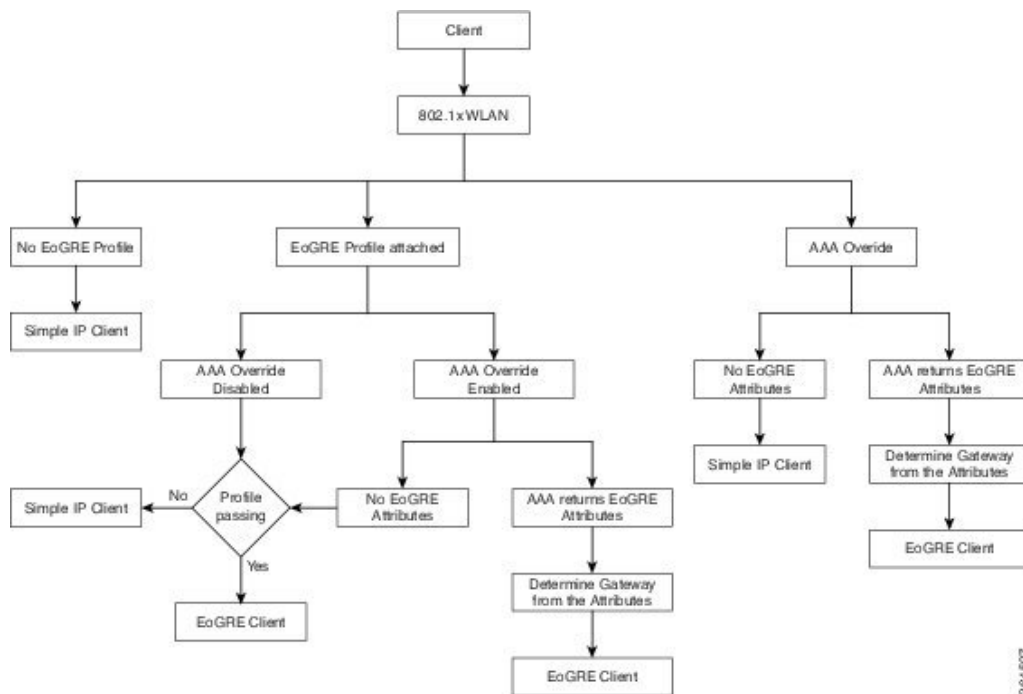 Client
802.1x WLAN
No EoGRE Profile
EoGRE Profile attached
AAA Overide
Simple IP Client
AAA Override
Disabled
AAA Override
Enabled
No EoGRE
Attributes
AAA returns EoGRE
Attributes
Simple IP Client
Determine Gateway
from the Attributes
Simple IP Client
No
Profile
passing
No EoGRE
Attributes
AAA returns EoGRE
Attributes
EoGRE Client
Yes
Determine Gateway
from the Attributes
EoGRE Client
EoGRE Client